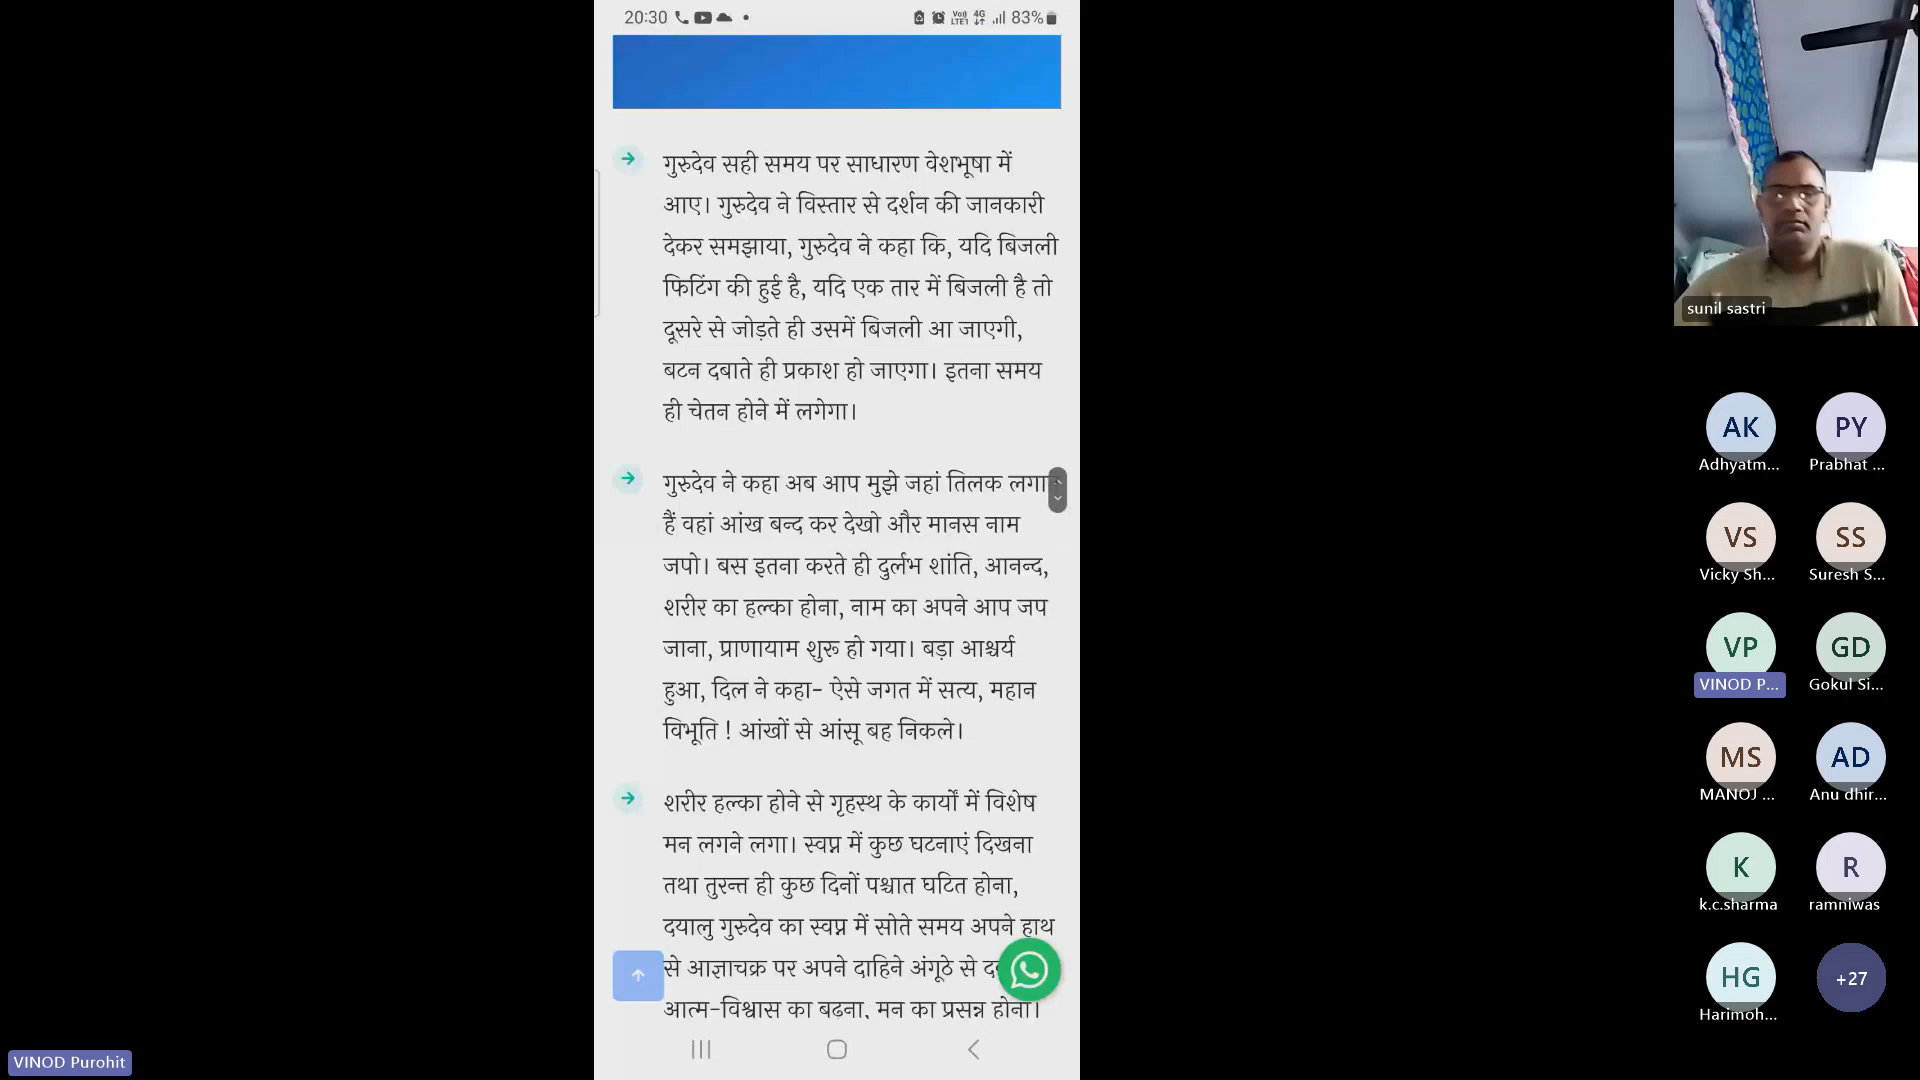 20:30
VoLTE1 4G 83%
गुरुदेव सही समय पर साधारण वेशभूषा में
आए। गुरुदेव ने विस्तार से दर्शन की जानकारी
देकर समझाया, गुरुदेव ने कहा कि, यदि बिजली
फिटिंग की हुई है, यदि एक तार में बिजली है तो
दूसरे से जोड़ते ही उसमें बिजली आ जाएगी,
बटन दबाते ही प्रकाश हो जाएगा। इतना समय
ही चेतन होने में लगेगा।
गुरुदेव ने कहा अब आप मुझे जहां तिलक लगा
हैं वहां आंख बन्द कर देखो और मानस नाम
जपो। बस इतना करते ही दुर्लभ शांति, आनन्द,
शरीर का हल्का होना, नाम का अपने आप जप
जाना, प्राणायाम शुरू हो गया। बड़ा आश्चर्य
हुआ, दिल ने कहा- ऐसे जगत में सत्य, महान
विभूति ! आंखों से आंसू बह निकले।
शरीर हल्का होने से गृहस्थ के कार्यों में विशेष
मन लगने लगा। स्वप्न में कुछ घटनाएं दिखना
तथा तुरन्त ही कुछ दिनों पश्चात घटित होना,
दयालु गुरुदेव का स्वप्न में सोते समय अपने हाथ
से आज्ञाचक्र पर अपने दाहिने अंगूठे से
आत्म-विश्वास का बढ़ना, मन का प्रसन्न होना।
sunil sastri
AK
Adhyatm...
PY
Prabhat ...
VS
Vicky Sh...
SS
Suresh S...
VP
VINOD P...
GD
Gokul Si...
MS
MANOJ ...
AD
Anu dhir...
K
k.c.sharma
R
ramniwas
HG
Harimoh...
+27
VINOD Purohit